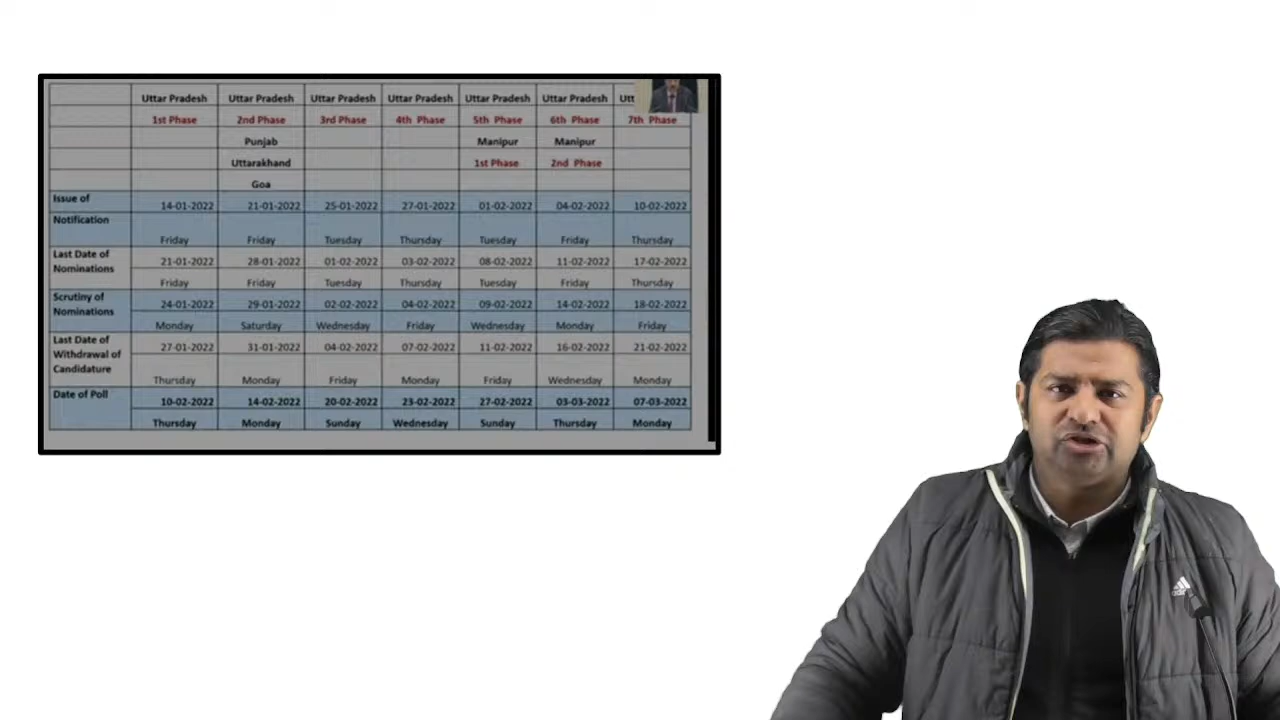 Uttar Pradesh Uttar Pradesh Uttar Pradesh Uttar Pradesh Uttar Pradesh Uttar Pradesh
1st Phase 2nd Phase 3rd Phase 4th Phase 5th Phase 6th Phase 7th Phase
Punjab Manipur Manipur
Uttarakhand 1st Phase 2nd Phase
Goa
Issue of
14-01-2022 21-01-2022 25-01-2022 27-01-2022 01-02-2022 04-02-2022 10-02-2022
Notification
Friday Friday Tuesday Thursday Tuesday Friday Thursday
Last Date of
Nominations
21-01-2022 28-01-2022 01-02-2022 03-02-2022 08-02-2022 11-02-2022 17-02-2022
Friday Friday Tuesday Thursday Tuesday Friday Thursday
Scrutiny of
Nominations
24-01-2022 29-01-2022 02-02-2022 04-02-2022 09-02-2022 14-02-2022 18-02-2022
Monday Saturday Wednesday Friday Wednesday Monday Friday
Last Date of
Withdrawal of
Candidature
27-01-2022 31-01-2022 04-02-2022 07-02-2022 11-02-2022 16-02-2022 21-02-2022
Thursday Monday Friday Monday Friday Wednesday Monday
Date of Poll
10-02-2022 14-02-2022 20-02-2022 23-02-2022 27-02-2022 03-03-2022 07-03-2022
Thursday Monday Sunday Wednesday Sunday Thursday Monday
adidas